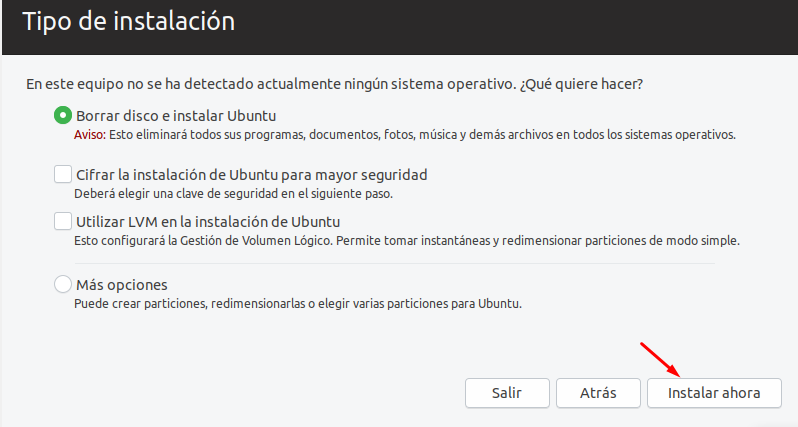 Tipo de instalación
En este equipo no se ha detectado actualmente ningún sistema operativo. ¿Qué quiere hacer?
Borrar disco e instalar Ubuntu
Aviso: Esto eliminará todos sus programas, documentos, fotos, música y demás archivos en todos los sistemas operativos.
Cifrar la instalación de Ubuntu para mayor seguridad
Deberá elegir una clave de seguridad en el siguiente paso.
Utilizar LVM en la instalación de Ubuntu
Esto configurará la Gestión de Volumen Lógico. Permite tomar instantáneas y redimensionar particiones de modo simple.
Más opciones
Puede crear particiones, redimensionarlas o elegir varias particiones para Ubuntu.
Salir Atrás Instalar ahora